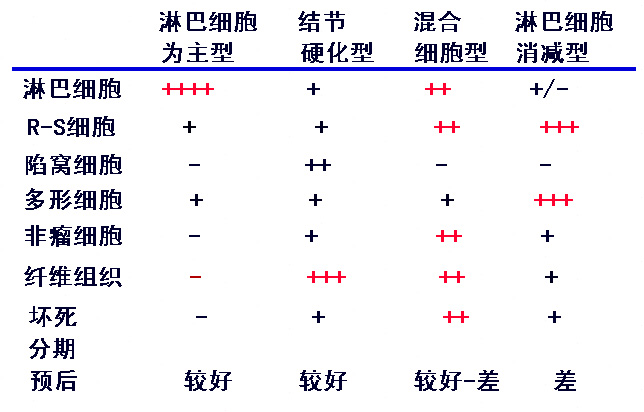 淋巴细胞 结节 混合 淋巴细胞
为主型 硬化型 细胞型 消减型
淋巴细胞 ++++ + ++ +/-
R-S细胞 + + ++ +++
陷窝细胞 - ++ - -
多形细胞 + + + +++
非瘤细胞 - + ++ +
纤维组织 - +++ ++ +
坏死 - + ++ +
分期
预后 较好 较好 较好-差 差